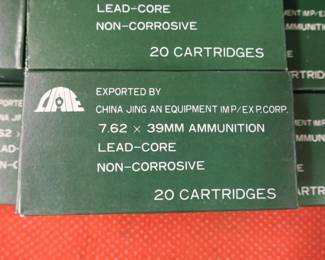 LEAD-CORE
NON-CORROSIVE
20 CARTRIDGES
EXPORTED BY
CHINA JING AN EQUIPMENT IMP/EXP.CORP.
7.62 × 39MM AMMUNITION
LEAD-CORE
NON-CORROSIVE
20 CARTRIDGES